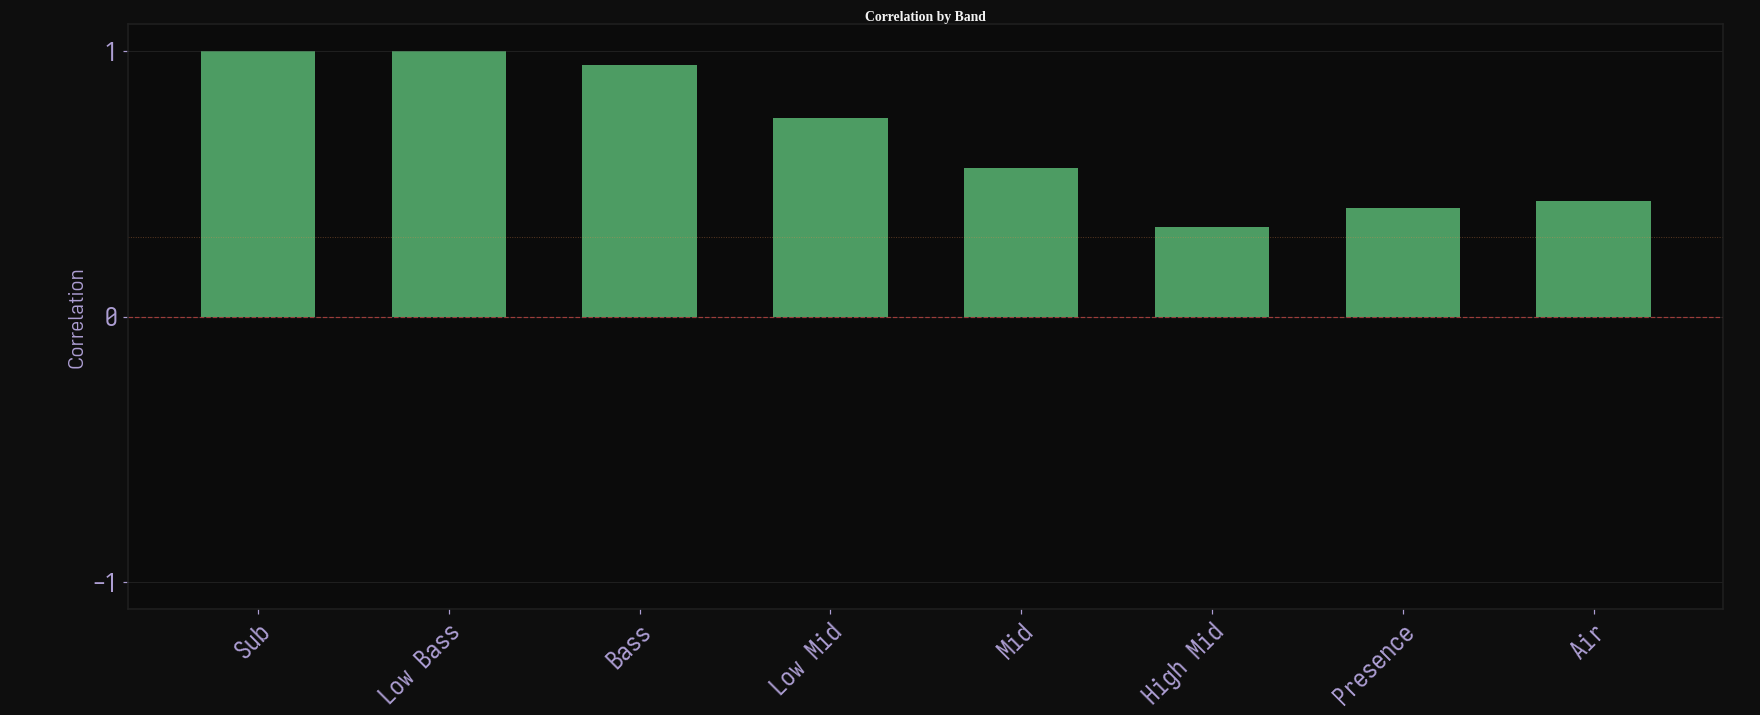 Correlation by Band
Correlation
1
0
−1
Sub
Low Bass
Bass
Low Mid
Mid
High Mid
Presence
Air